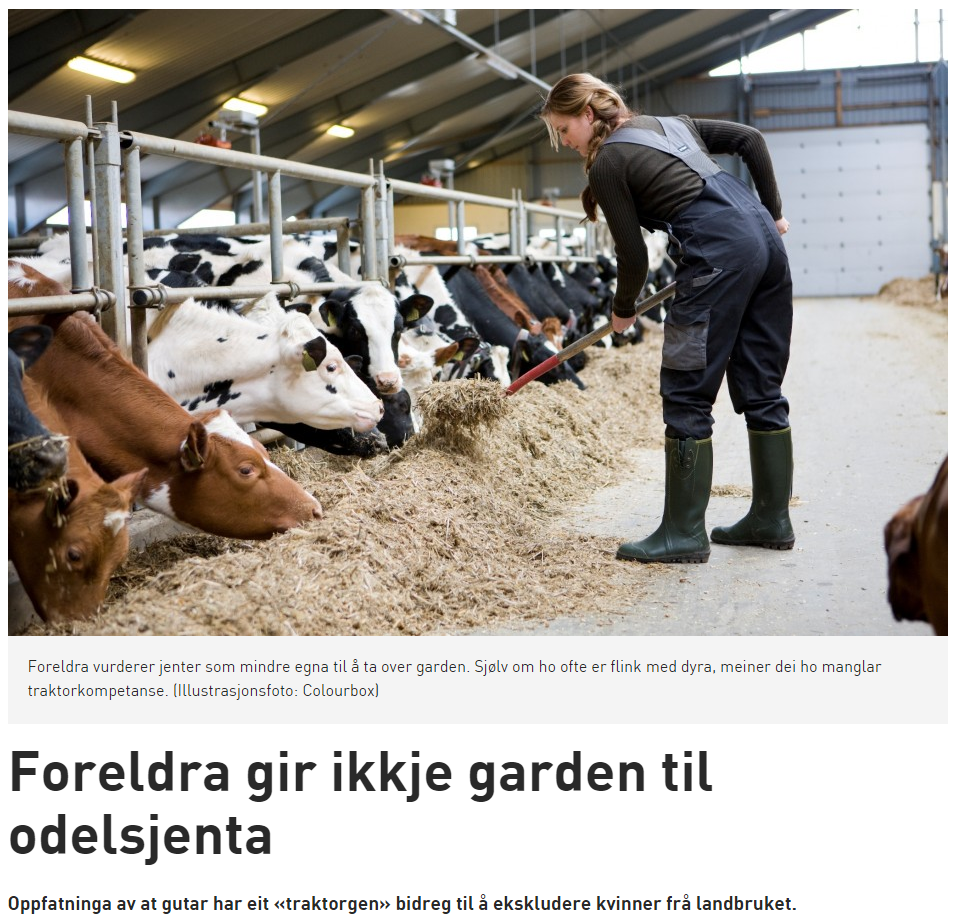 Foreldra vurderer jenter som mindre egna til å ta over garden. Sjølv om ho ofte er flink med dyra, meiner dei ho manglar
traktorkompetanse. (Illustrasjonsfoto: Colourbox)
Foreldra gir ikkje garden til
odelsjenta
Oppfatninga av at gutar har eit «traktorgen» bidreg til å ekskludere kvinner frå landbruket.